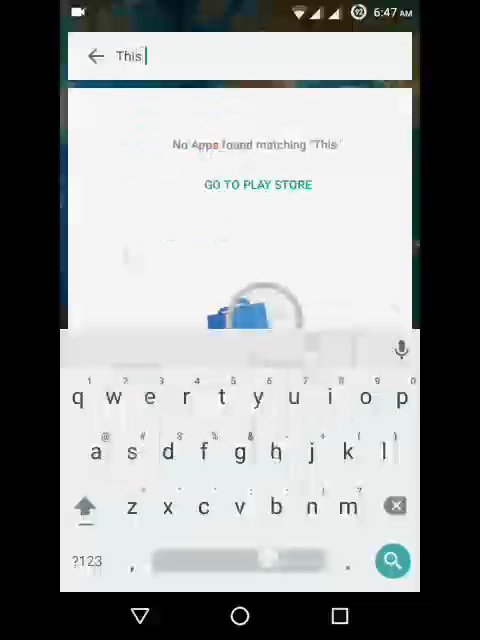 92 6:47 AM
This
No Apps found matching "This "
GO TO PLAY STORE
1 2 3 4 5 6 7 8 9 0
q w e r t y u i o p
@ # $ % & - + ( )
a s d f g h j k l
z x c v b n m
?123 , .